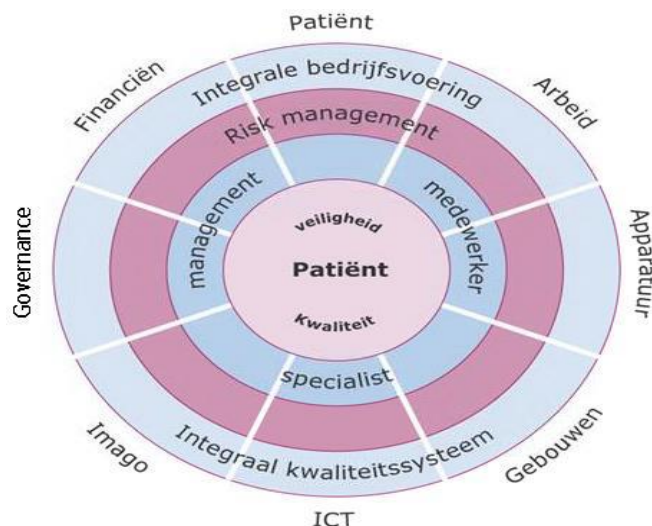 Patiënt
Financiën
Arbeid
Integrale bedrijfsvoering
Risk management
management
medewerker
veiligheid
Governance
Patiënt
Apparatuur
Kwaliteit
specialist
Integraal kwaliteitssysteem
Imago
Gebouwen
ICT